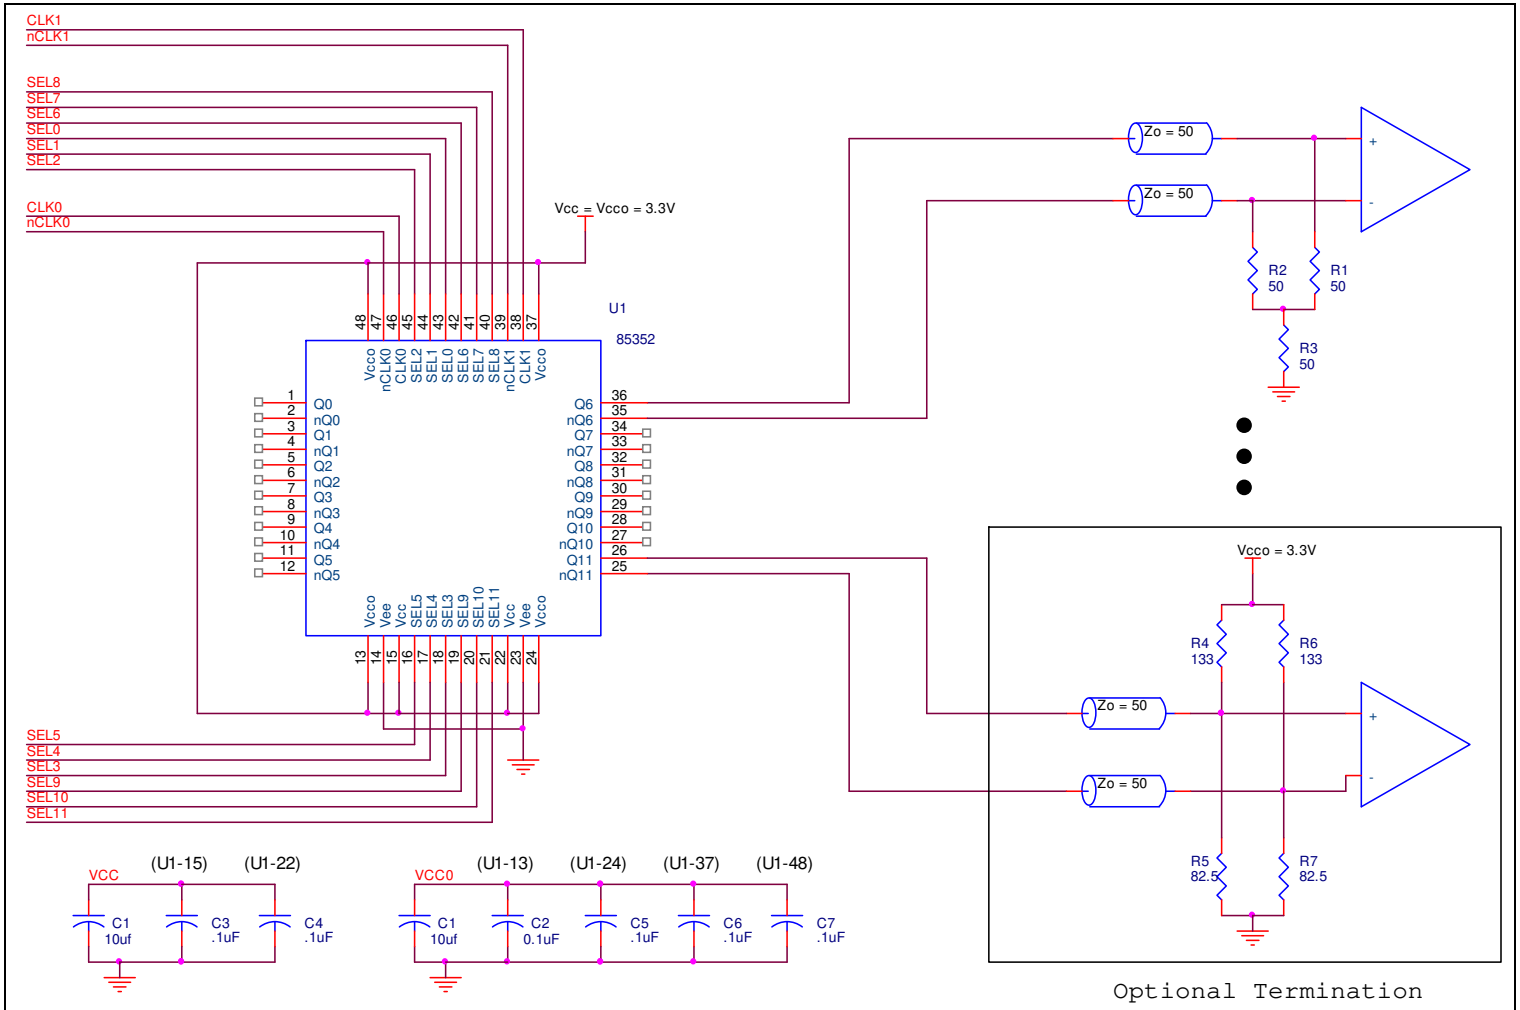 CLK1
nCLK1
SEL8
SEL7
SEL6
SEL0
SEL1
SEL2
CLK0
nCLK0
Vcc = Vcco = 3.3V
U1
85352
48
47
46
45
44
43
42
41
40
39
38
37
Vcco
nCLK0
CLK0
SEL2
SEL1
SEL0
SEL6
SEL7
SEL8
nCLK1
CLK1
Vcco
1 Q0
2 nQ0
3 Q1
4 nQ1
5 Q2
6 nQ2
7 Q3
8 nQ3
9 Q4
10 nQ4
11 Q5
12 nQ5
Q6 36
nQ6 35
Q7 34
nQ7 33
Q8 32
nQ8 31
Q9 30
nQ9 29
Q10 28
nQ10 27
Q11 26
nQ11 25
Vcco
Vee
Vcc
SEL5
SEL4
SEL3
SEL9
SEL10
SEL11
Vcc
Vee
Vcco
13
14
15
16
17
18
19
20
21
22
23
24
SEL5
SEL4
SEL3
SEL9
SEL10
SEL11
Zo = 50
Zo = 50
+
-
R2
50
R1
50
R3
50
Vcco = 3.3V
R4
133
R6
133
Zo = 50
Zo = 50
+
-
R5
82.5
R7
82.5
Optional Termination
VCC
(U1-15)
(U1-22)
C1
10uf
C3
.1uF
C4
.1uF
VCC0
(U1-13)
(U1-24)
(U1-37)
(U1-48)
C1
10uf
C2
0.1uF
C5
.1uF
C6
.1uF
C7
.1uF